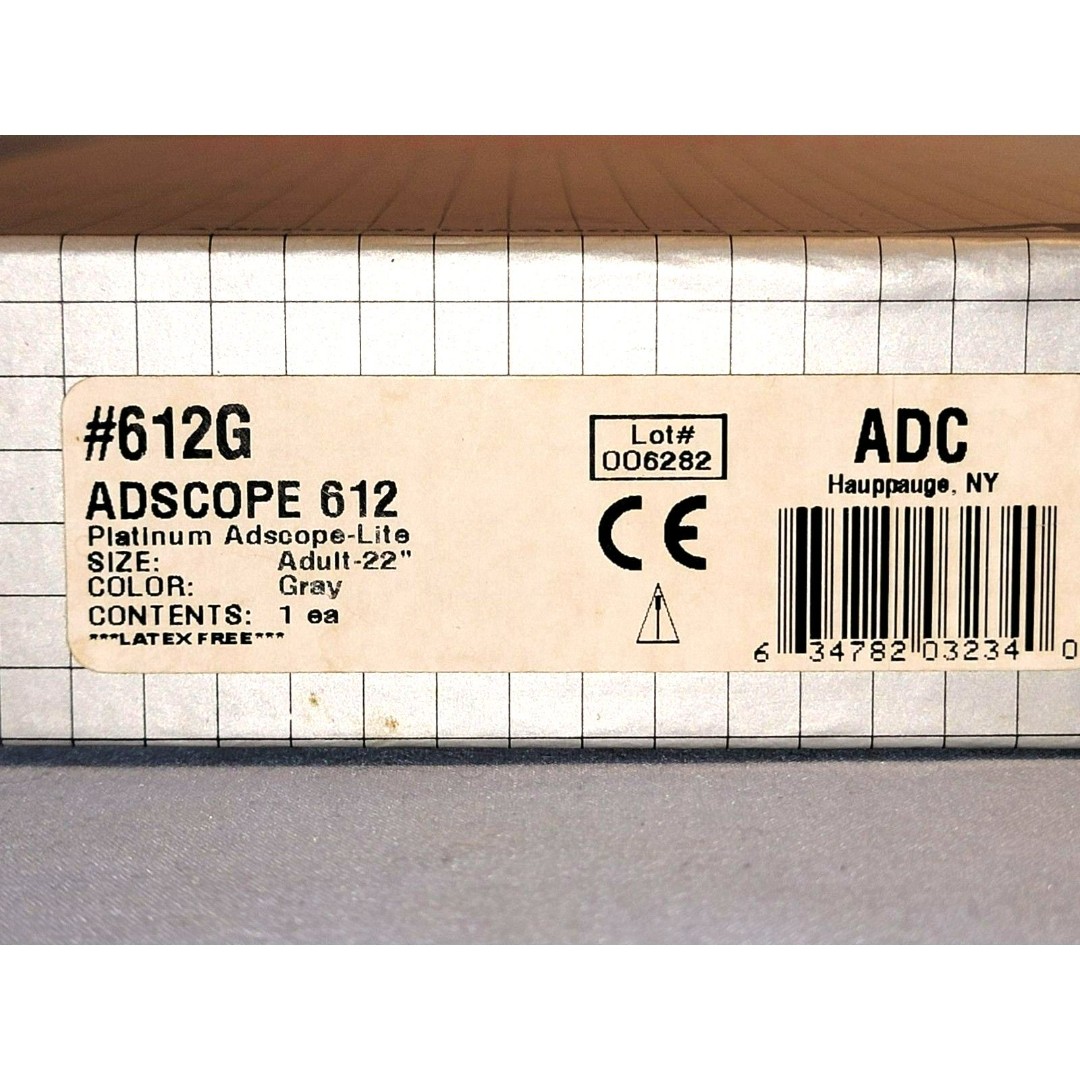 #612G
ADSCOPE 612
Platinum Adscope-Lite
SIZE: Adult-22"
COLOR: Gray
CONTENTS: 1 ea
***LATEX FREE***
Lot#
006282
CE
ADC
Hauppauge, NY
6 34782 03234 0